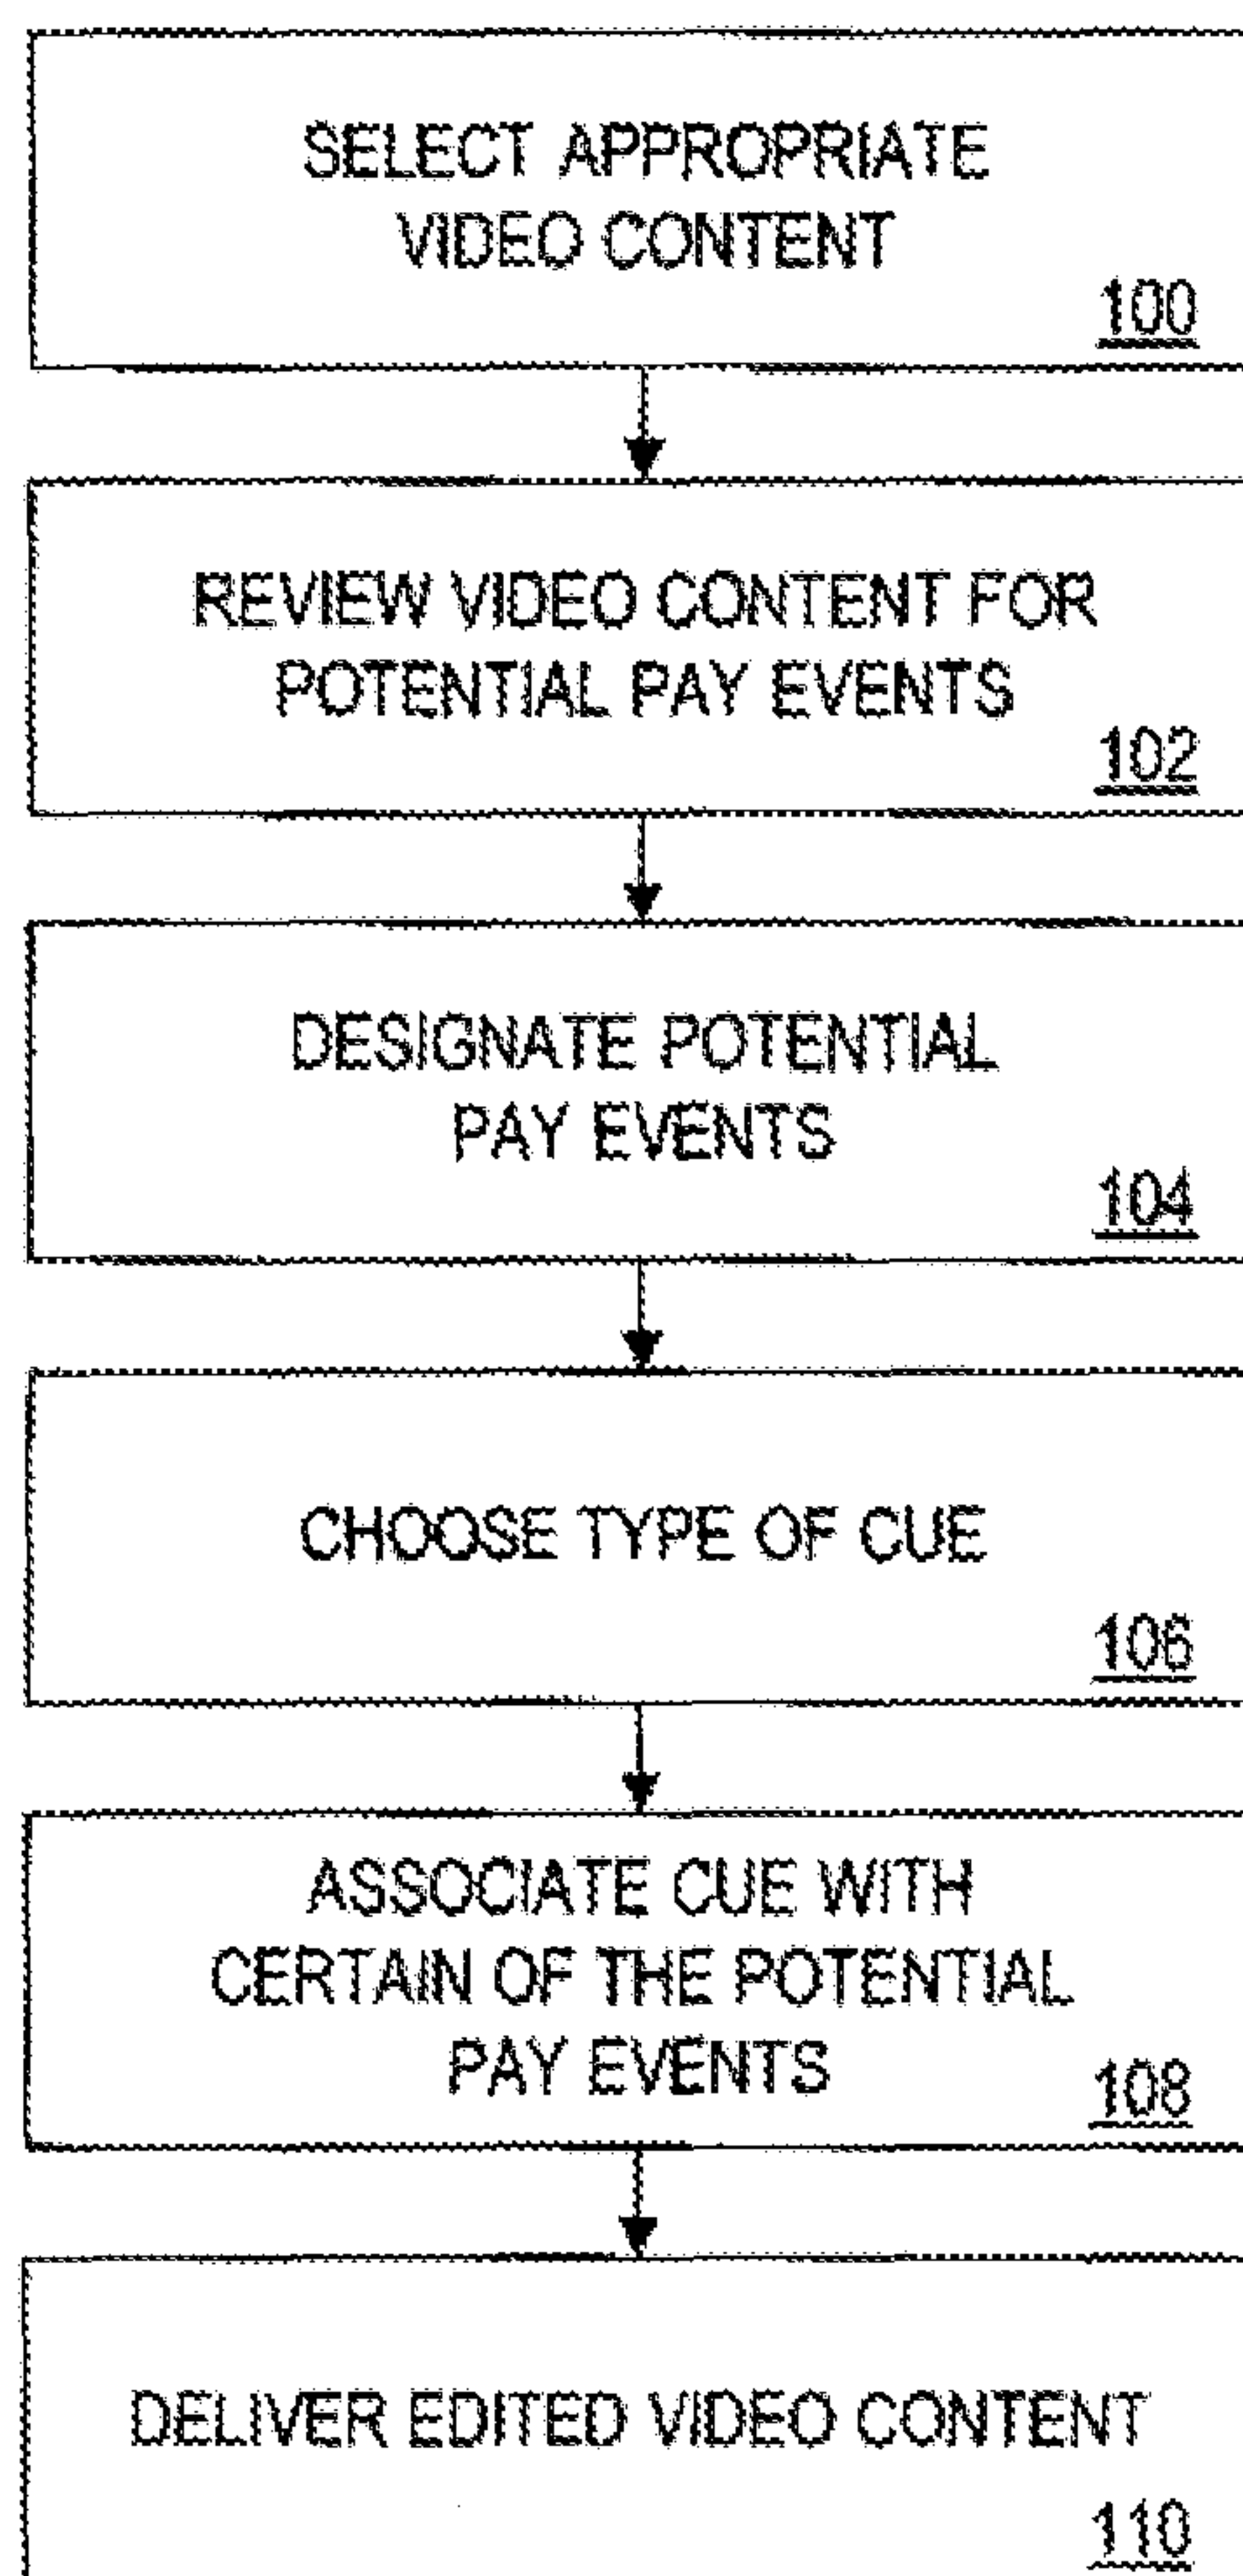 SELECT APPROPRIATE
VIDEO CONTENT
100
REVIEW VIDEO CONTENT FOR
POTENTIAL PAY EVENTS
102
DESIGNATE POTENTIAL
PAY EVENTS
104
CHOOSE TYPE OF CUE
106
ASSOCIATE CUE WITH
CERTAIN OF THE POTENTIAL
PAY EVENTS
108
DELIVER EDITED VIDEO CONTENT
110